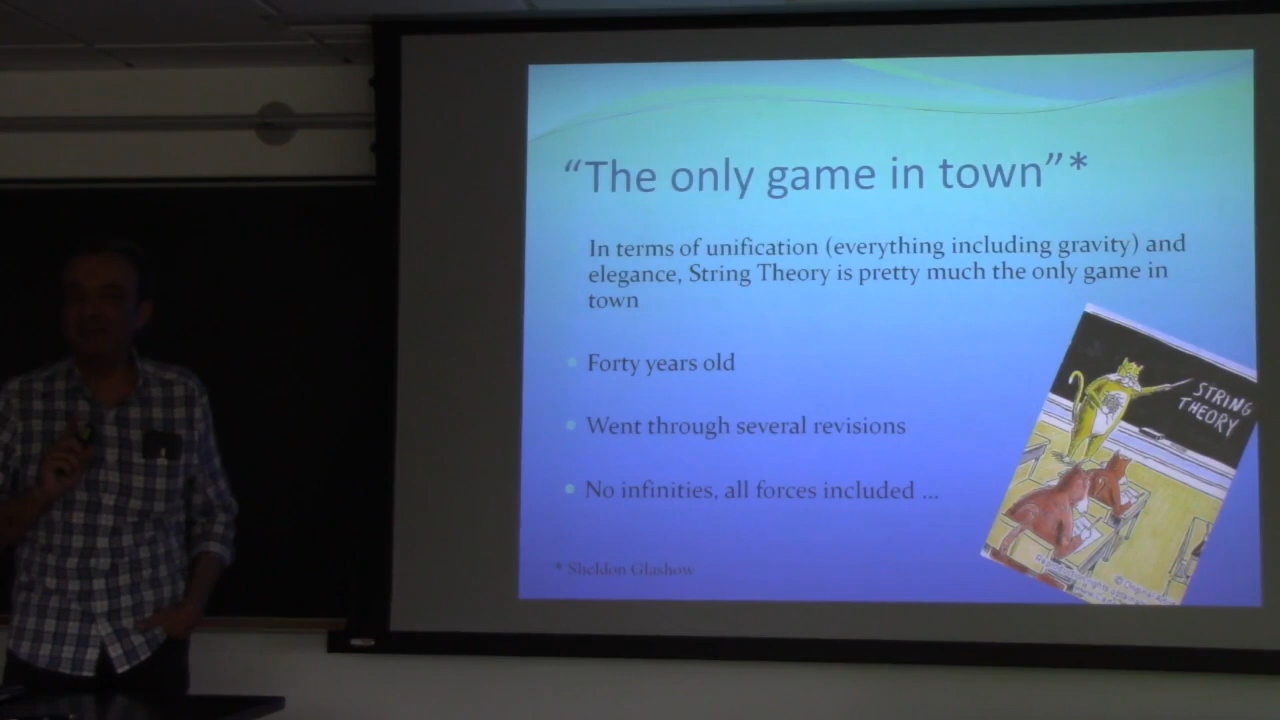 “The only game in town”*
In terms of unification (everything including gravity) and
elegance, String Theory is pretty much the only game in
town
• Forty years old
• Went through several revisions
• No infinities, all forces included ...
STRING
THEORY
* Sheldon Glashow